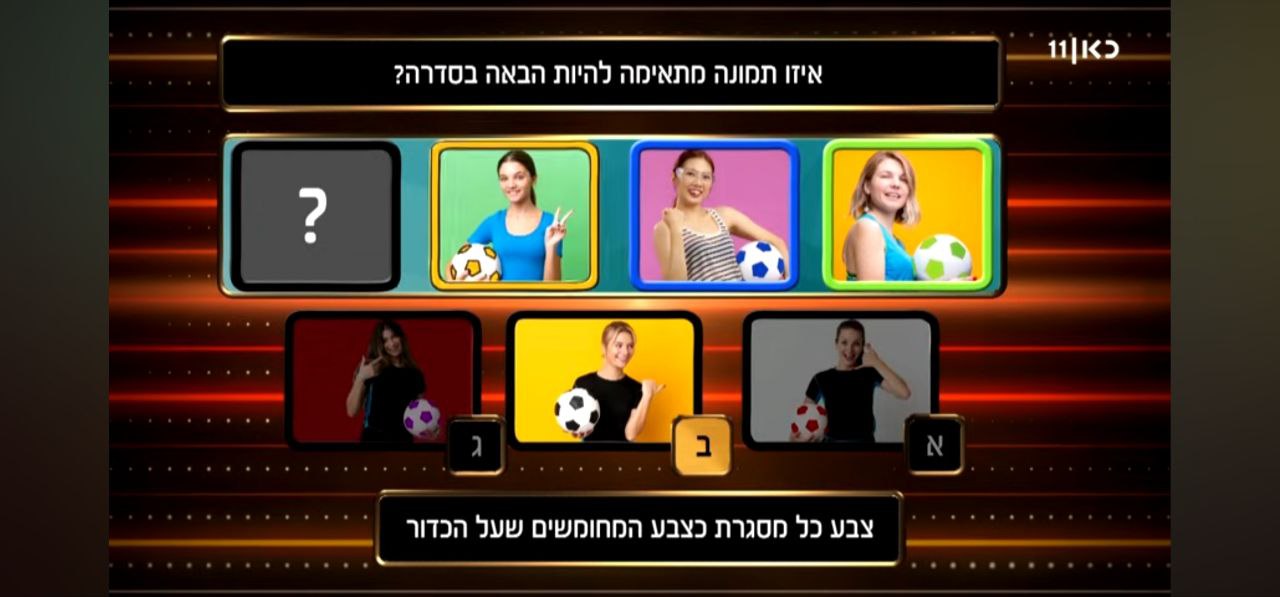 כאן|11
איזו תמונה מתאימה להיות הבאה בסדרה?
?
א
ב
ג
צבע כל מסגרת כצבע המחומשים שעל הכדור